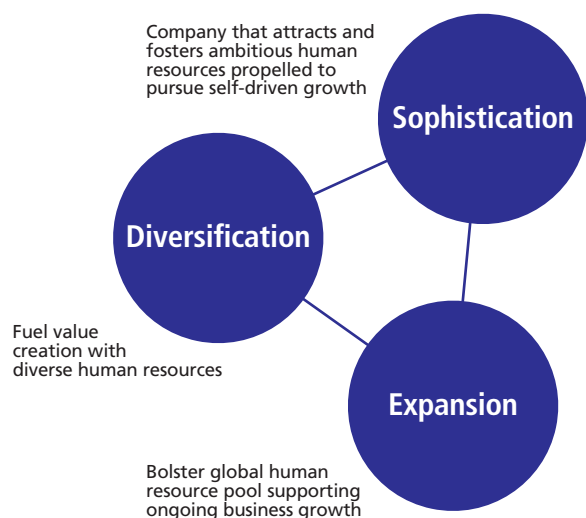 Company that attracts and
fosters ambitious human
resources propelled to
pursue self-driven growth
Sophistication
Diversification
Fuel value
creation with
diverse human resources
Expansion
Bolster global human
resource pool supporting
ongoing business growth